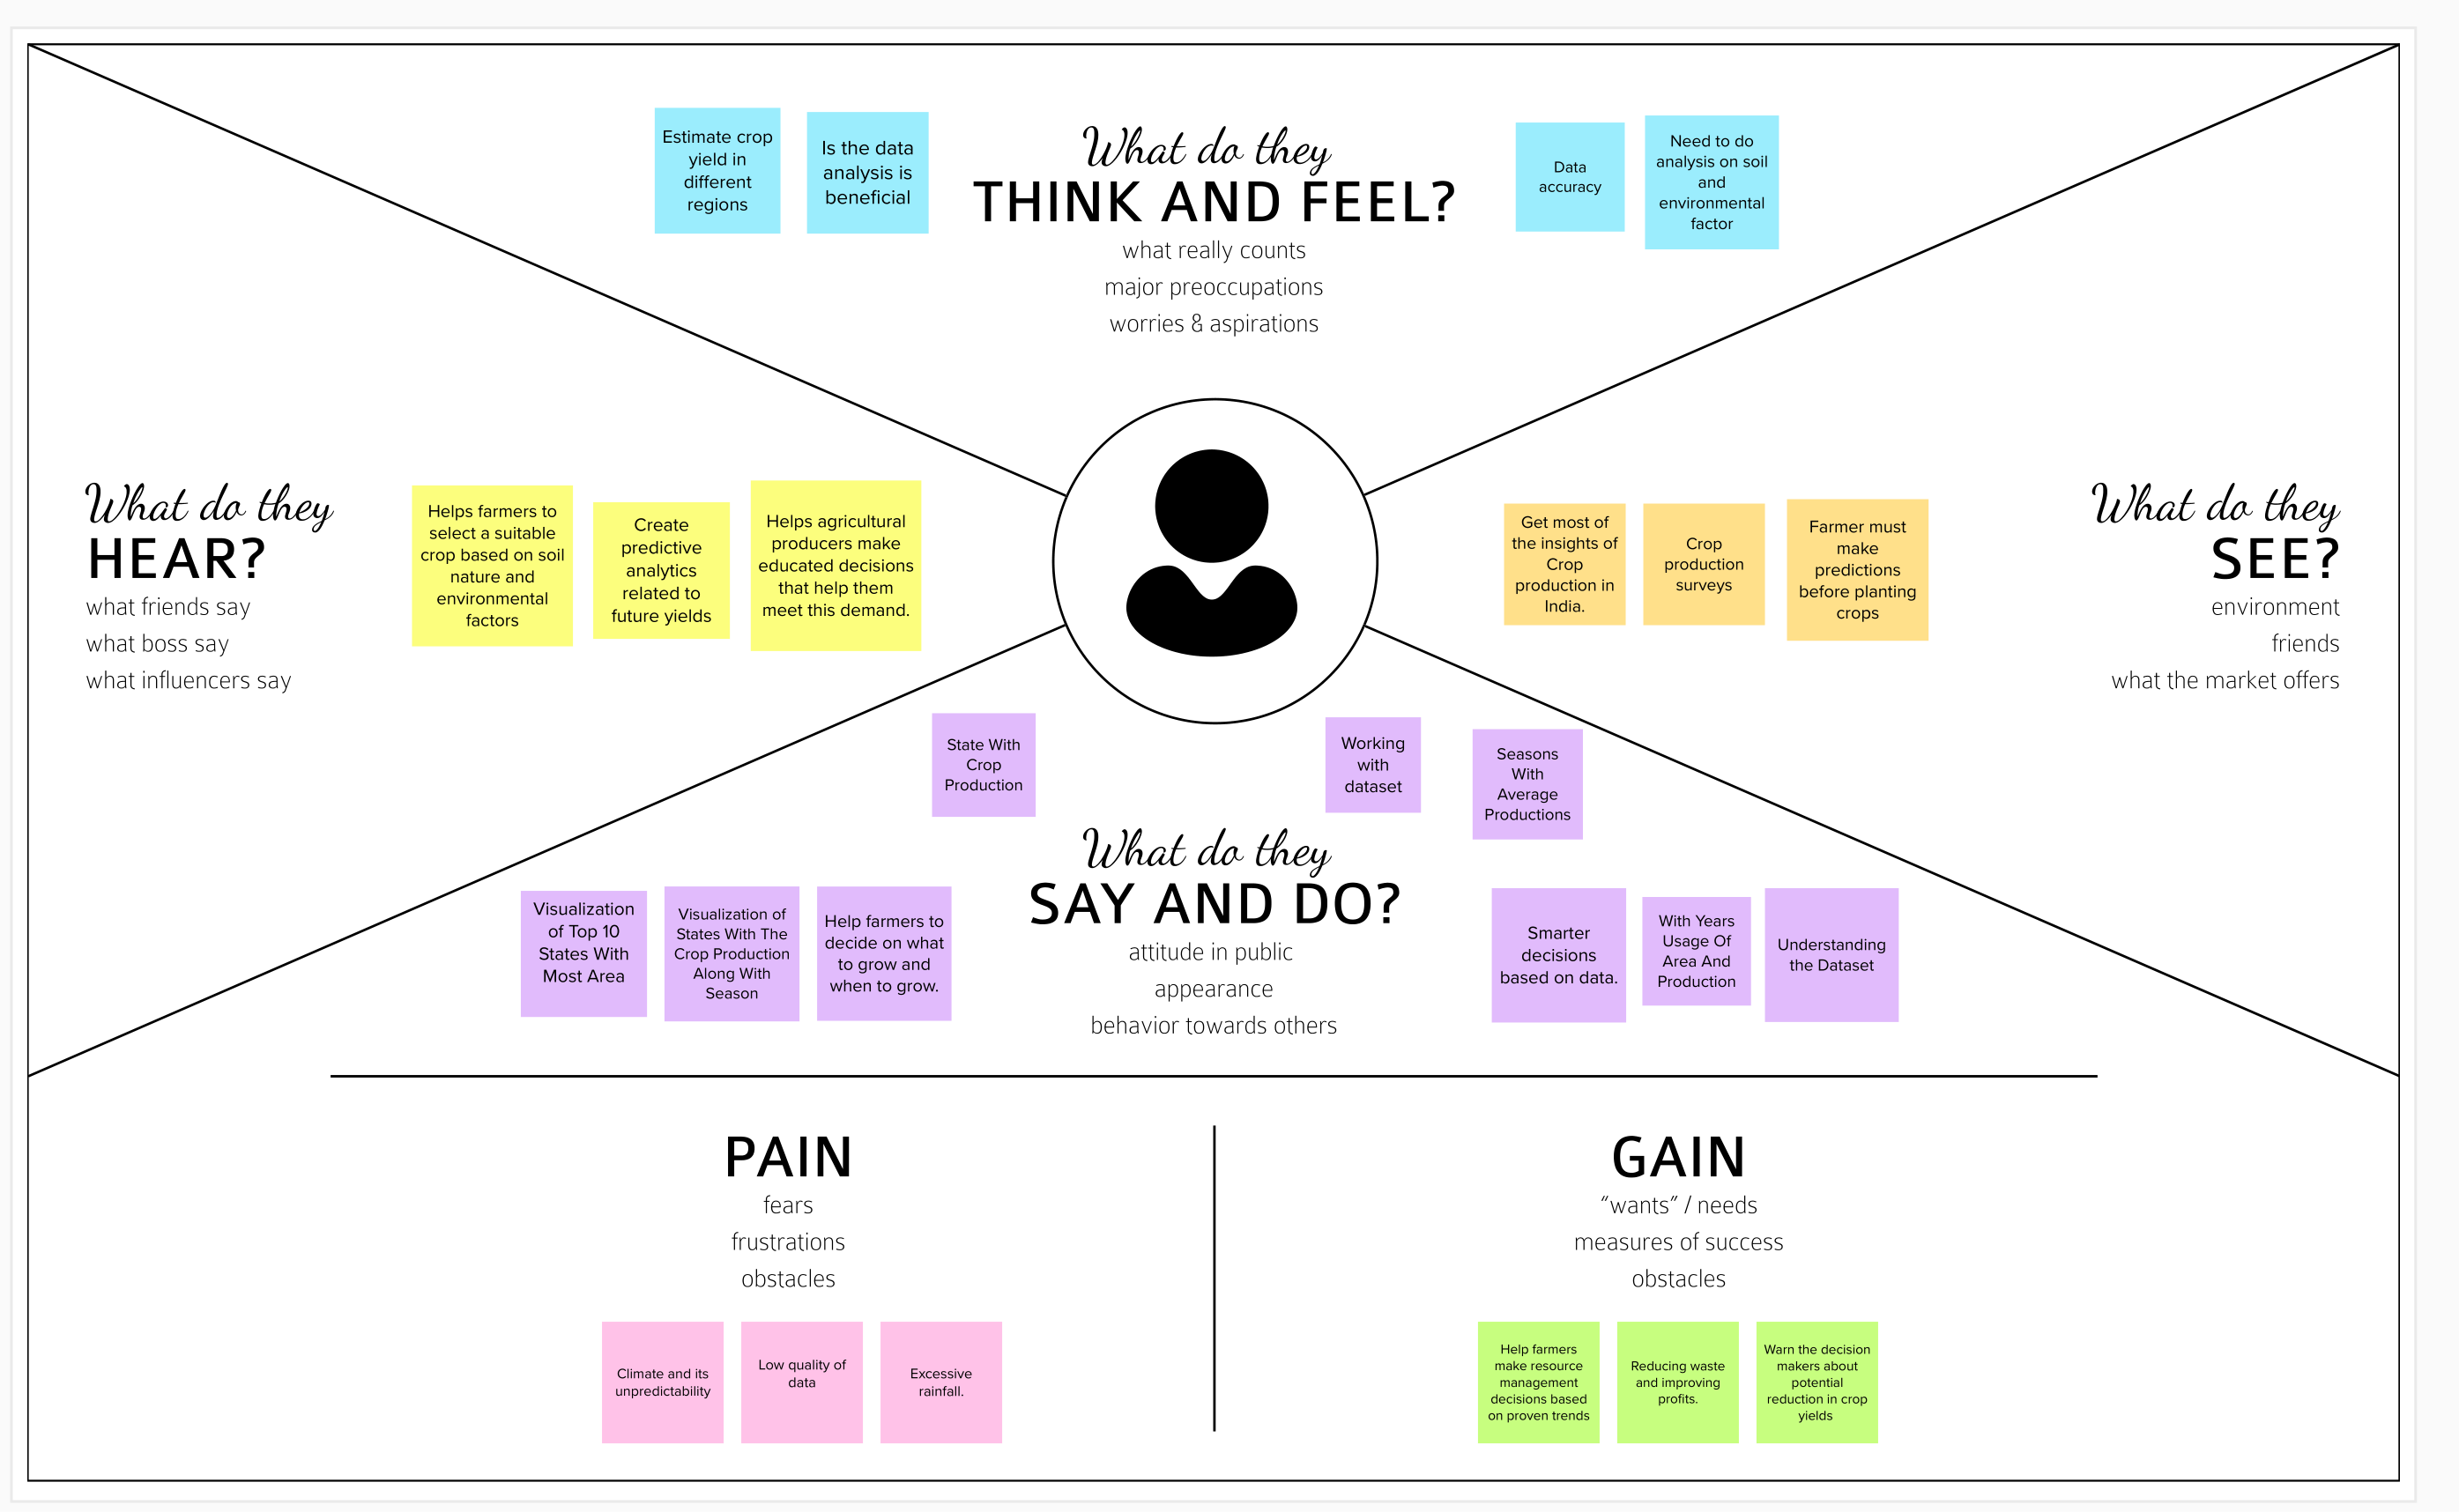 Estimate crop
yield in
different
regions
Is the data
analysis is
beneficial
What do they
THINK AND FEEL?
what really counts
major preoccupations
worries & aspirations
Data
accuracy
Need to do
analysis on soil
and
environmental
factor
What do they
HEAR?
what friends say
what boss say
what influencers say
Helps farmers to
select a suitable
crop based on soil
nature and
environmental
factors
Create
predictive
analytics
related to
future yields
Helps agricultural
producers make
educated decisions
that help them
meet this demand.
Get most of
the insights of
Crop
production in
India.
Crop
production
surveys
Farmer must
make
predictions
before planting
crops
What do they
SEE?
environment
friends
what the market offers
State With
Crop
Production
Working
with
dataset
Seasons
With
Average
Productions
What do they
SAY AND DO?
attitude in public
appearance
behavior towards others
Visualization
of Top 10
States With
Most Area
Visualization of
States With The
Crop Production
Along With
Season
Help farmers to
decide on what
to grow and
when to grow.
Smarter
decisions
based on data.
With Years
Usage Of
Area And
Production
Understanding
the Dataset
PAIN
fears
frustrations
obstacles
Climate and its
unpredictability
Low quality of
data
Excessive
rainfall.
GAIN
“wants” / needs
measures of success
obstacles
Help farmers
make resource
management
decisions based
on proven trends
Reducing waste
and improving
profits.
Warn the decision
makers about
potential
reduction in crop
yields